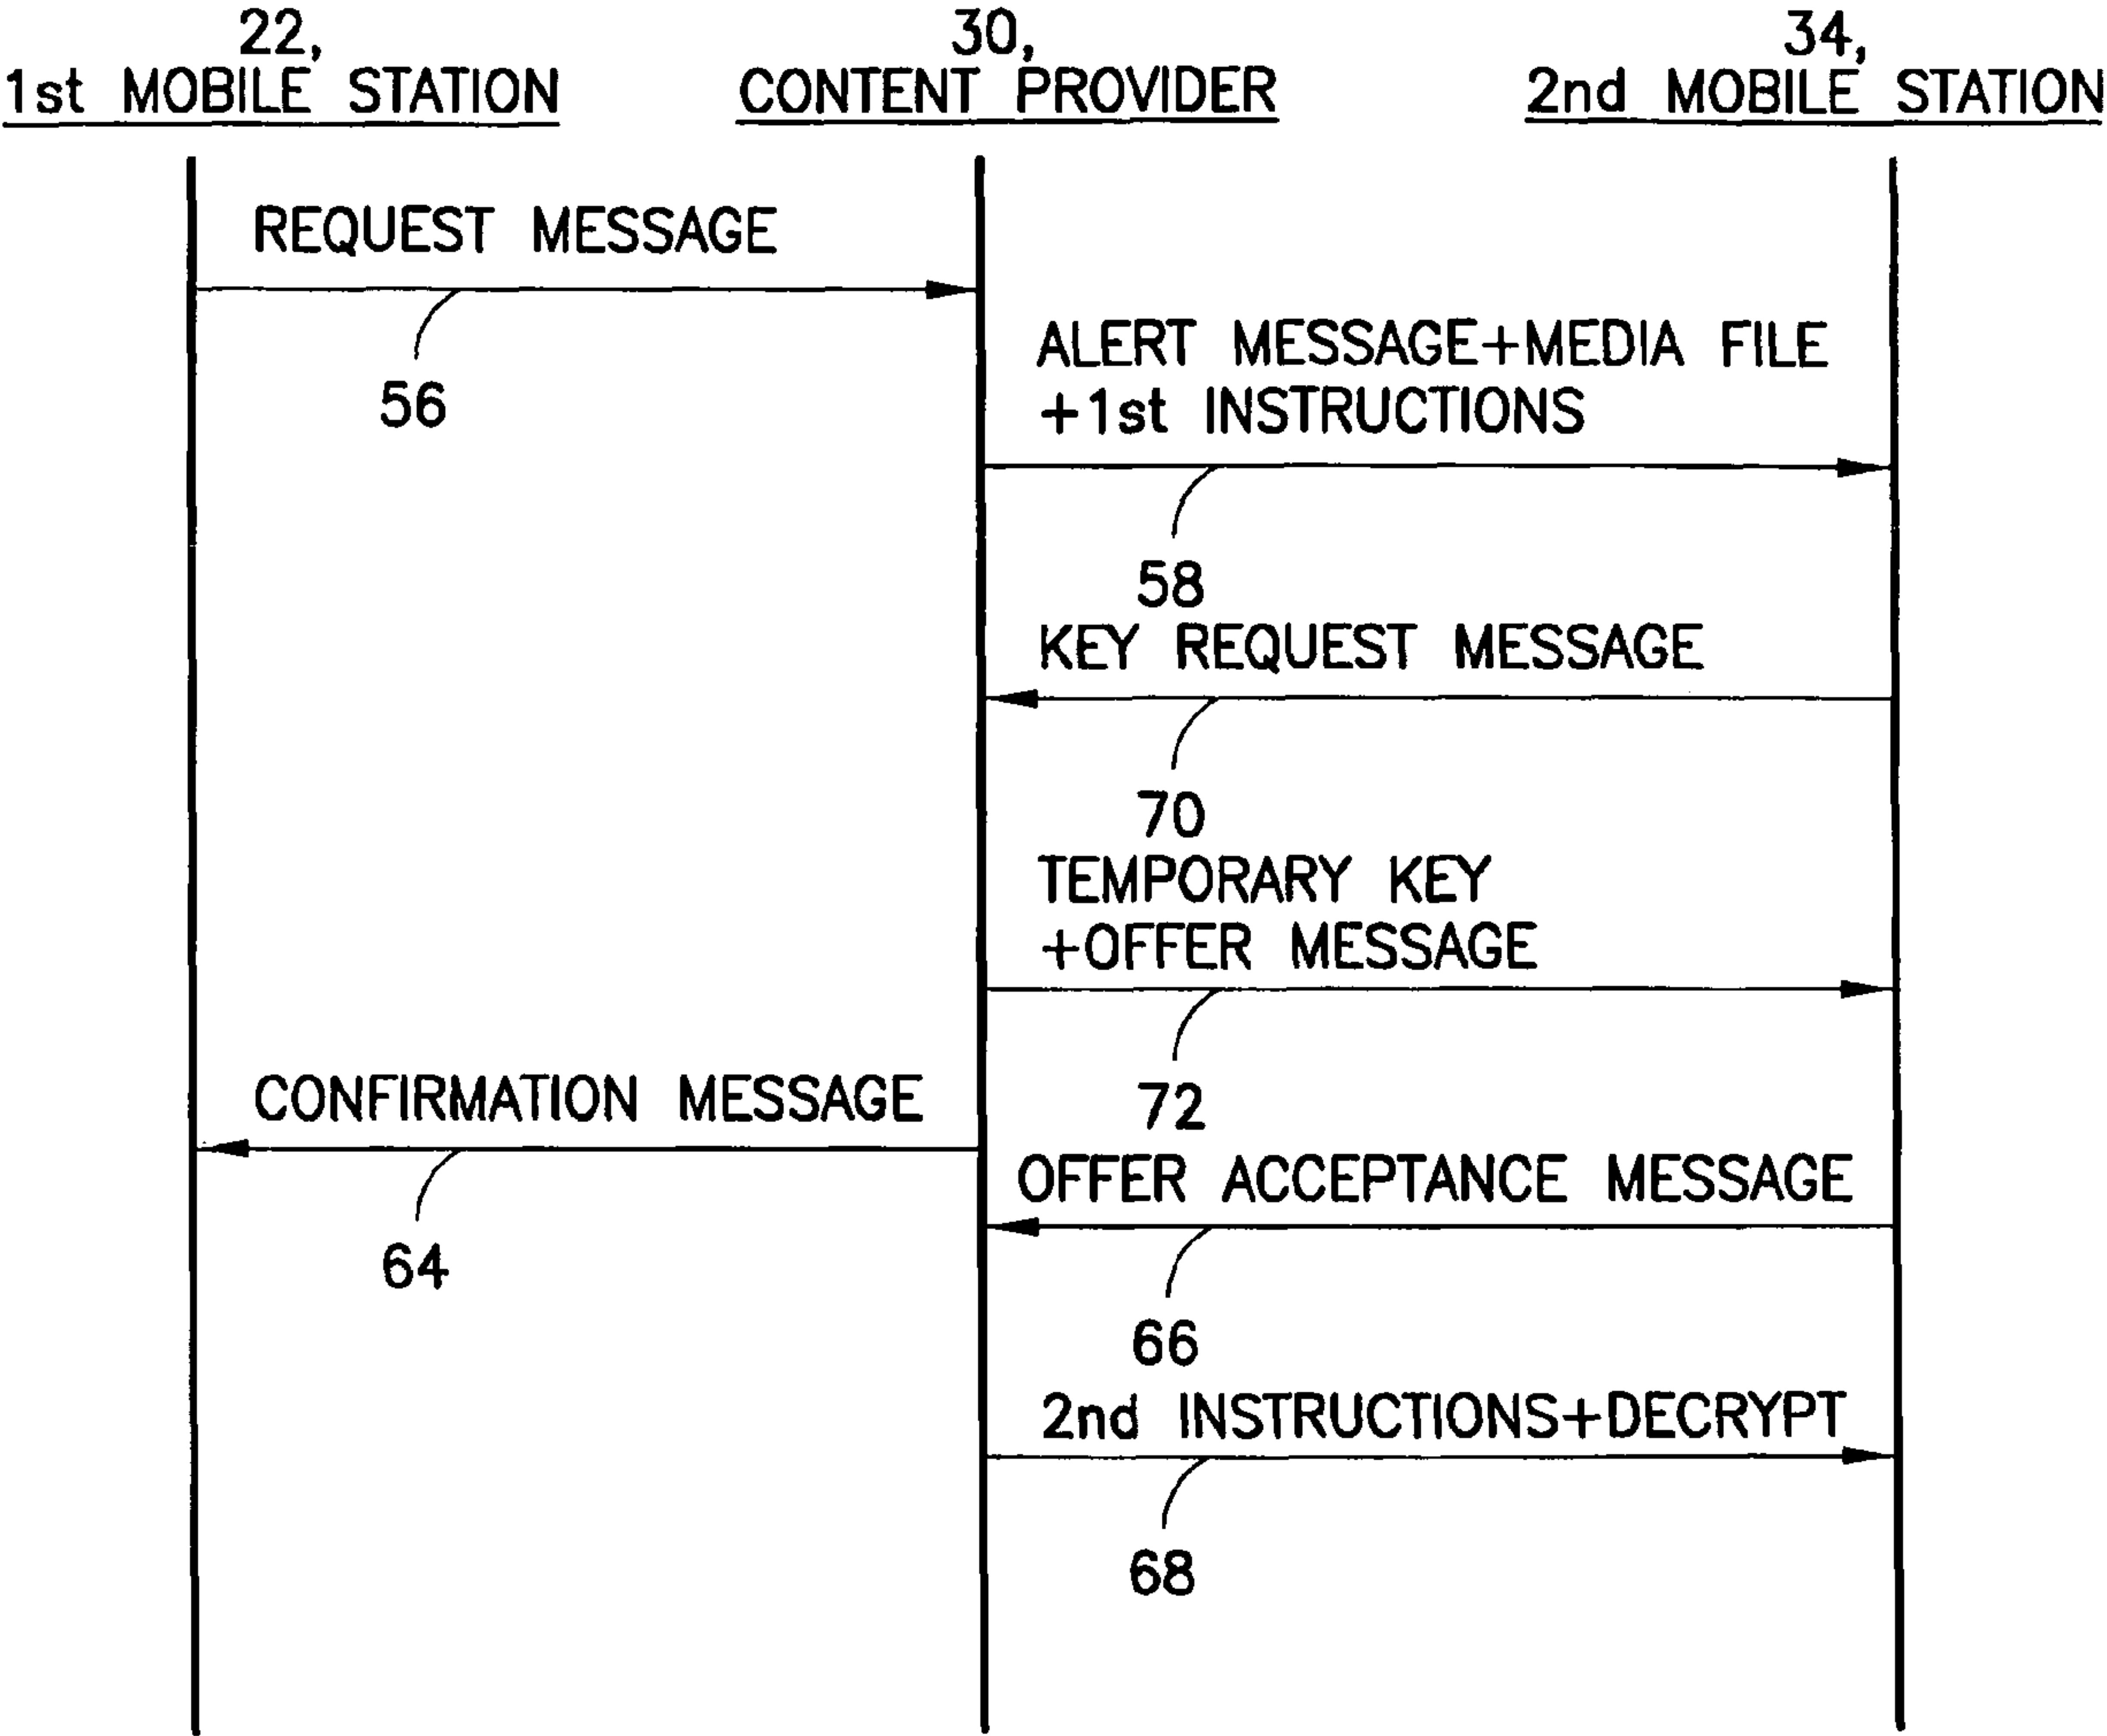 22,
1st MOBILE STATION
30,
CONTENT PROVIDER
34,
2nd MOBILE STATION
REQUEST MESSAGE
56
ALERT MESSAGE+MEDIA FILE
+1st INSTRUCTIONS
58
KEY REQUEST MESSAGE
70
TEMPORARY KEY
+OFFER MESSAGE
72
CONFIRMATION MESSAGE
64
OFFER ACCEPTANCE MESSAGE
66
2nd INSTRUCTIONS+DECRYPT
68